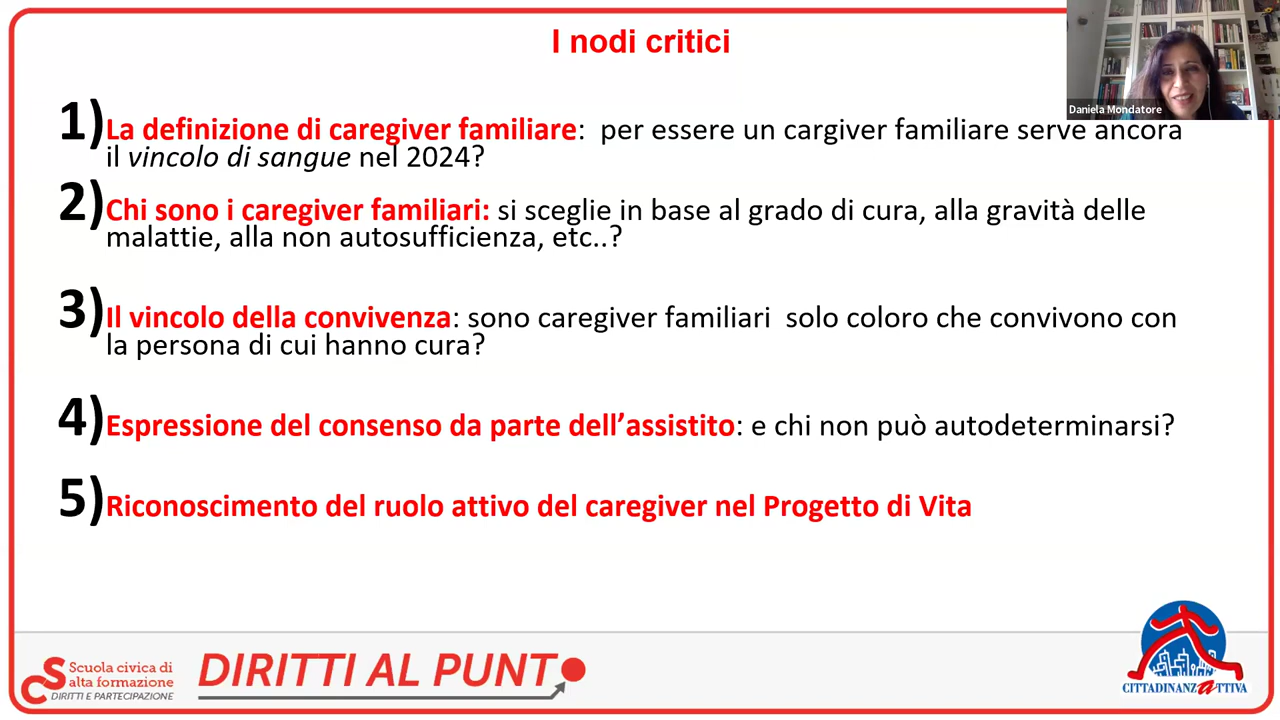 I nodi critici
Daniela Mondatore
1) La definizione di caregiver familiare:  per essere un cargiver familiare serve ancora
il vincolo di sangue nel 2024?
2) Chi sono i caregiver familiari: si sceglie in base al grado di cura, alla gravità delle
malattie, alla non autosufficienza, etc..?
3) Il vincolo della convivenza: sono caregiver familiari  solo coloro che convivono con
la persona di cui hanno cura?
4) Espressione del consenso da parte dell’assistito: e chi non può autodeterminarsi?
5) Riconoscimento del ruolo attivo del caregiver nel Progetto di Vita
CS Scuola civica di
alta formazione
DIRITTI E PARTECIPAZIONE
DIRITTI AL PUNTO
CITTADINANZATTIVA